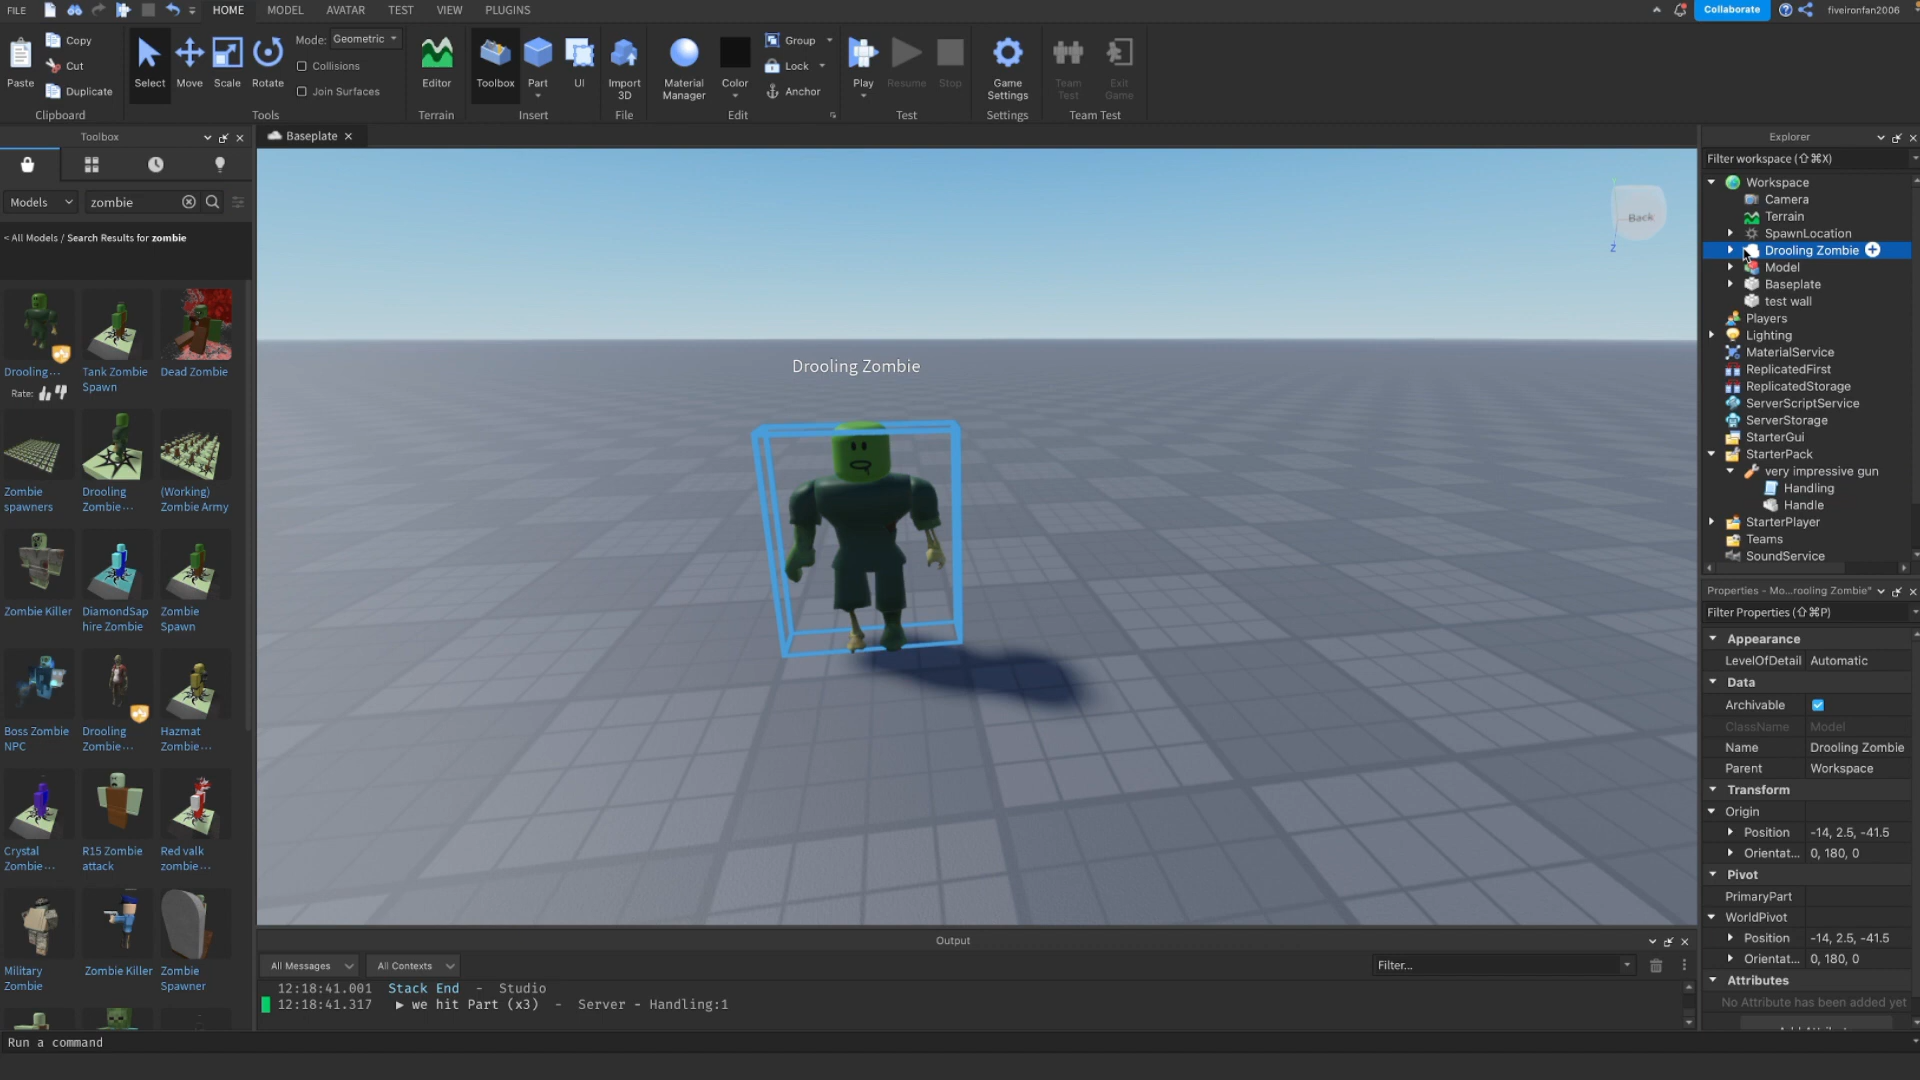 FILE HOME MODEL AVATAR TEST VIEW PLUGINS Collaborate fiveironfan2006
Paste Copy Cut Duplicate Clipboard
Select Move Scale Rotate Mode: Geometric Collisions Join Surfaces Tools
Editor Terrain
Toolbox Part UI Insert
Import 3D File
Material Manager Color Group Lock Anchor Edit
Play Resume Stop Test
Game Settings Settings
Team Test Exit Game Team Test
Toolbox
Models zombie
< All Models / Search Results for zombie
Drooling... Tank Zombie Spawn Dead Zombie
Rate:
Zombie spawners Drooling Zombie... (Working) Zombie Army
Zombie Killer DiamondSap hire Zombie Zombie Spawn
Boss Zombie NPC Drooling Zombie... Hazmat Zombie...
Crystal Zombie... R15 Zombie attack Red valk zombie...
Military Zombie Zombie Killer Zombie Spawner
Baseplate
Back
Z
Drooling Zombie
Output
All Messages All Contexts Filter...
12:18:41.001 Stack End - Studio
12:18:41.317 ▶ we hit Part (x3) - Server - Handling:1
Run a command
Explorer
Filter workspace (⇧⌘X)
Workspace
Camera
Terrain
SpawnLocation
Drooling Zombie
Model
Baseplate
test wall
Players
Lighting
MaterialService
ReplicatedFirst
ReplicatedStorage
ServerScriptService
ServerStorage
StarterGui
StarterPack
very impressive gun
Handling
Handle
StarterPlayer
Teams
SoundService
Properties - Mo...rooling Zombie"
Filter Properties (⇧⌘P)
Appearance
LevelOfDetail Automatic
Data
Archivable
ClassName Model
Name Drooling Zombie
Parent Workspace
Transform
Origin
Position -14, 2.5, -41.5
Orientat... 0, 180, 0
Pivot
PrimaryPart
WorldPivot
Position -14, 2.5, -41.5
Orientat... 0, 180, 0
Attributes
No Attribute has been added yet